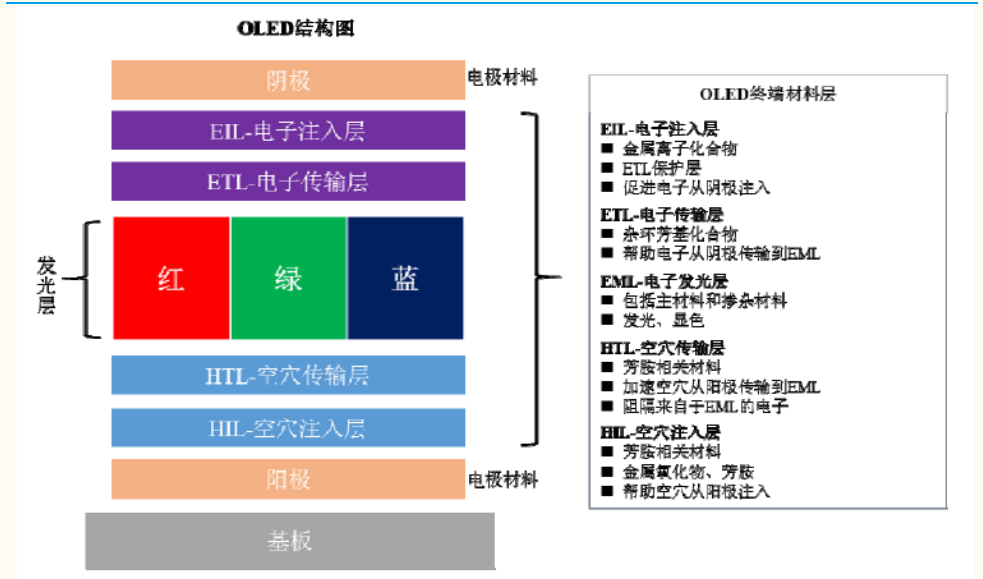 OLED结构图
阴极
电极材料
EIL-电子注入层
ETL-电子传输层
发光层
红
绿
蓝
HTL-空穴传输层
HIL-空穴注入层
阳极
电极材料
基板
OLED终端材料层
EIL-电子注入层
■ 金属离子化合物
■ ETL保护层
■ 促进电子从阴极注入
ETL-电子传输层
■ 杂环芳基化合物
■ 帮助电子从阴极传输到EML
EML-电子发光层
■ 包括主材料和掺杂材料
■ 发光、显色
HTL-空穴传输层
■ 芳胺相关材料
■ 加速空穴从阳极传输到EML
■ 阻隔来自于EML的电子
HIL-空穴注入层
■ 芳胺相关材料
■ 金属氧化物、芳胺
■ 帮助空穴从阳极注入